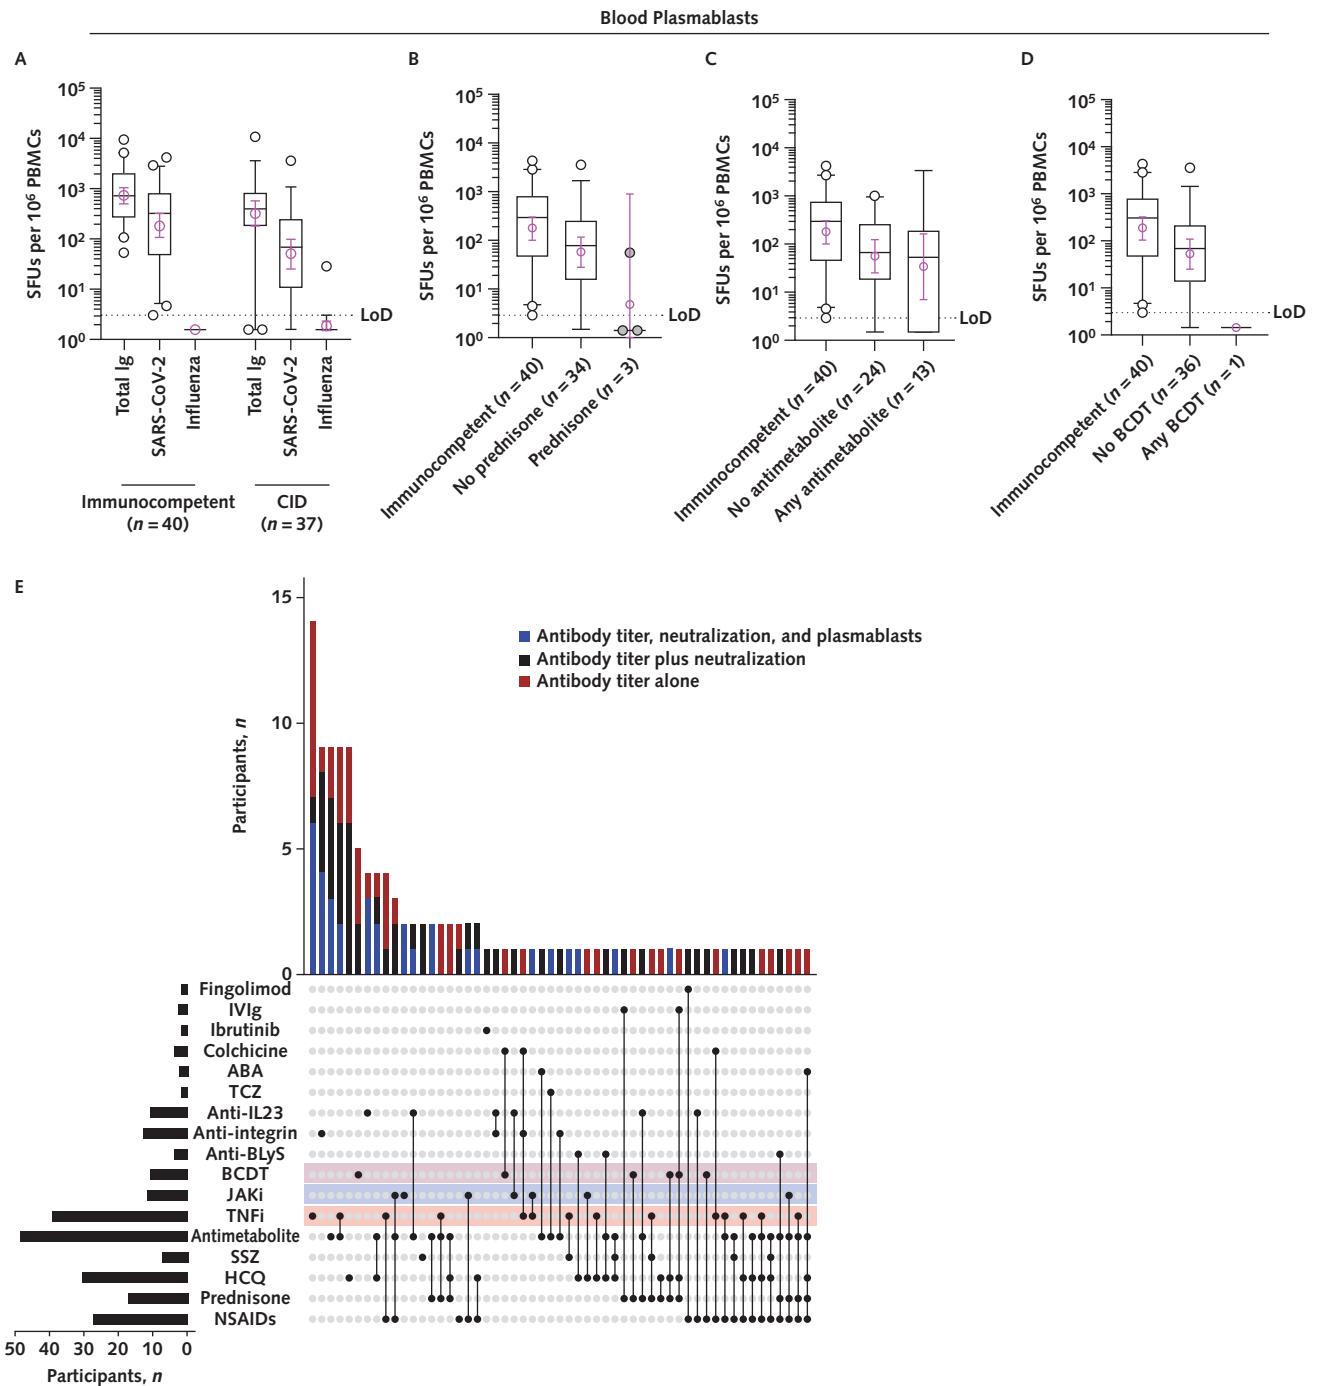 Blood Plasmablasts
A
SFUs per 10⁶ PBMCs
10⁵
10⁴
10³
10²
10¹
10⁰
LoD
Total Ig
SARS-CoV-2
Influenza
Total Ig
SARS-CoV-2
Influenza
Immunocompetent
(n = 40)
CID
(n = 37)
B
SFUs per 10⁶ PBMCs
10⁵
10⁴
10³
10²
10¹
10⁰
LoD
Immunocompetent (n = 40)
No prednisone (n = 34)
Prednisone (n = 3)
C
SFUs per 10⁶ PBMCs
10⁵
10⁴
10³
10²
10¹
10⁰
LoD
Immunocompetent (n = 40)
No antimetabolite (n = 24)
Any antimetabolite (n = 13)
D
SFUs per 10⁶ PBMCs
10⁵
10⁴
10³
10²
10¹
10⁰
LoD
Immunocompetent (n = 40)
No BCDT (n = 36)
Any BCDT (n = 1)
E
Participants, n
15
10
5
0
Antibody titer, neutralization, and plasmablasts
Antibody titer plus neutralization
Antibody titer alone
Fingolimod
IVIg
Ibrutinib
Colchicine
ABA
TCZ
Anti-IL23
Anti-integrin
Anti-BLyS
BCDT
JAKi
TNFi
Antimetabolite
SSZ
HCQ
Prednisone
NSAIDs
50 40 30 20 10 0
Participants, n